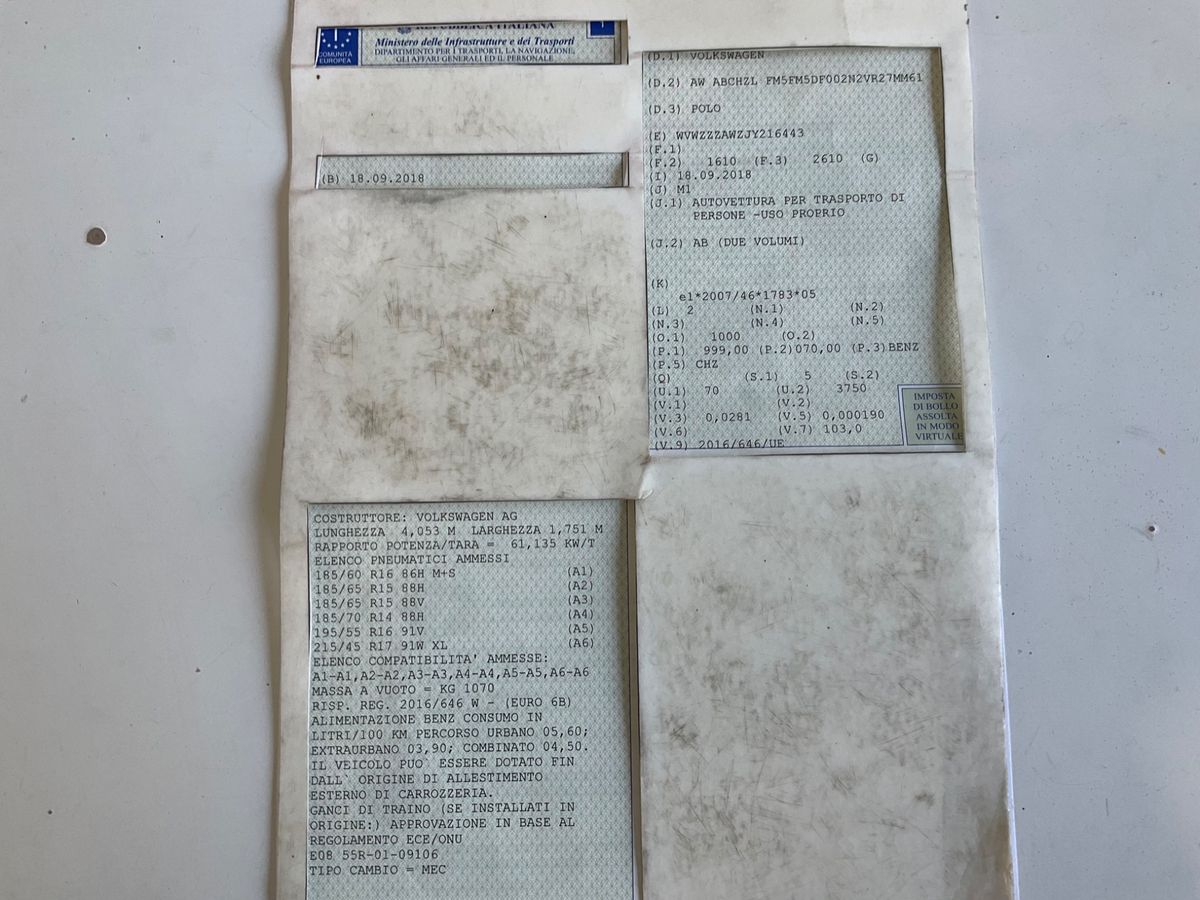 REPUBBLICA ITALIANA
I
COMUNITÀ
EUROPEA
Ministero delle Infrastrutture e dei Trasporti
DIPARTIMENTO PER I TRASPORTI, LA NAVIGAZIONE,
GLI AFFARI GENERALI ED IL PERSONALE
(B) 18.09.2018
(D.1) VOLKSWAGEN
(D.2) AW ABCHZL FM5FM5DF002N2VR27MM61
(D.3) POLO
(E) WVWZZZAWZJY216443
(F.1)
(F.2) 1610 (F.3) 2610 (G)
(I) 18.09.2018
(J) M1
(J.1) AUTOVETTURA PER TRASPORTO DI
PERSONE -USO PROPRIO
(J.2) AB (DUE VOLUMI)
(K)
e1*2007/46*1783*05
(L) 2 (N.1) (N.2)
(N.3) (N.4) (N.5)
(O.1) 1000 (O.2)
(P.1) 999,00 (P.2)070,00 (P.3)BENZ
(P.5) CHZ
(Q) (S.1) 5 (S.2)
(U.1) 70 (U.2) 3750
(V.1) (V.2)
(V.3) 0,0281 (V.5) 0,000190
(V.6) (V.7) 103,0
(V.9) 2016/646/UE
IMPOSTA
DI BOLLO
ASSOLTA
IN MODO
VIRTUALE
COSTRUTTORE: VOLKSWAGEN AG
LUNGHEZZA 4,053 M LARGHEZZA 1,751 M
RAPPORTO POTENZA/TARA = 61,135 KW/T
ELENCO PNEUMATICI AMMESSI
185/60 R16 86H M+S (A1)
185/65 R15 88H (A2)
185/65 R15 88V (A3)
185/70 R14 88H (A4)
195/55 R16 91V (A5)
215/45 R17 91W XL (A6)
ELENCO COMPATIBILITA' AMMESSE:
A1-A1,A2-A2,A3-A3,A4-A4,A5-A5,A6-A6
MASSA A VUOTO = KG 1070
RISP. REG. 2016/646 W - (EURO 6B)
ALIMENTAZIONE BENZ CONSUMO IN
LITRI/100 KM PERCORSO URBANO 05,60;
EXTRAURBANO 03,90; COMBINATO 04,50.
IL VEICOLO PUO` ESSERE DOTATO FIN
DALL` ORIGINE DI ALLESTIMENTO
ESTERNO DI CARROZZERIA.
GANCI DI TRAINO (SE INSTALLATI IN
ORIGINE:) APPROVAZIONE IN BASE AL
REGOLAMENTO ECE/ONU
E08 55R-01-09106
TIPO CAMBIO = MEC